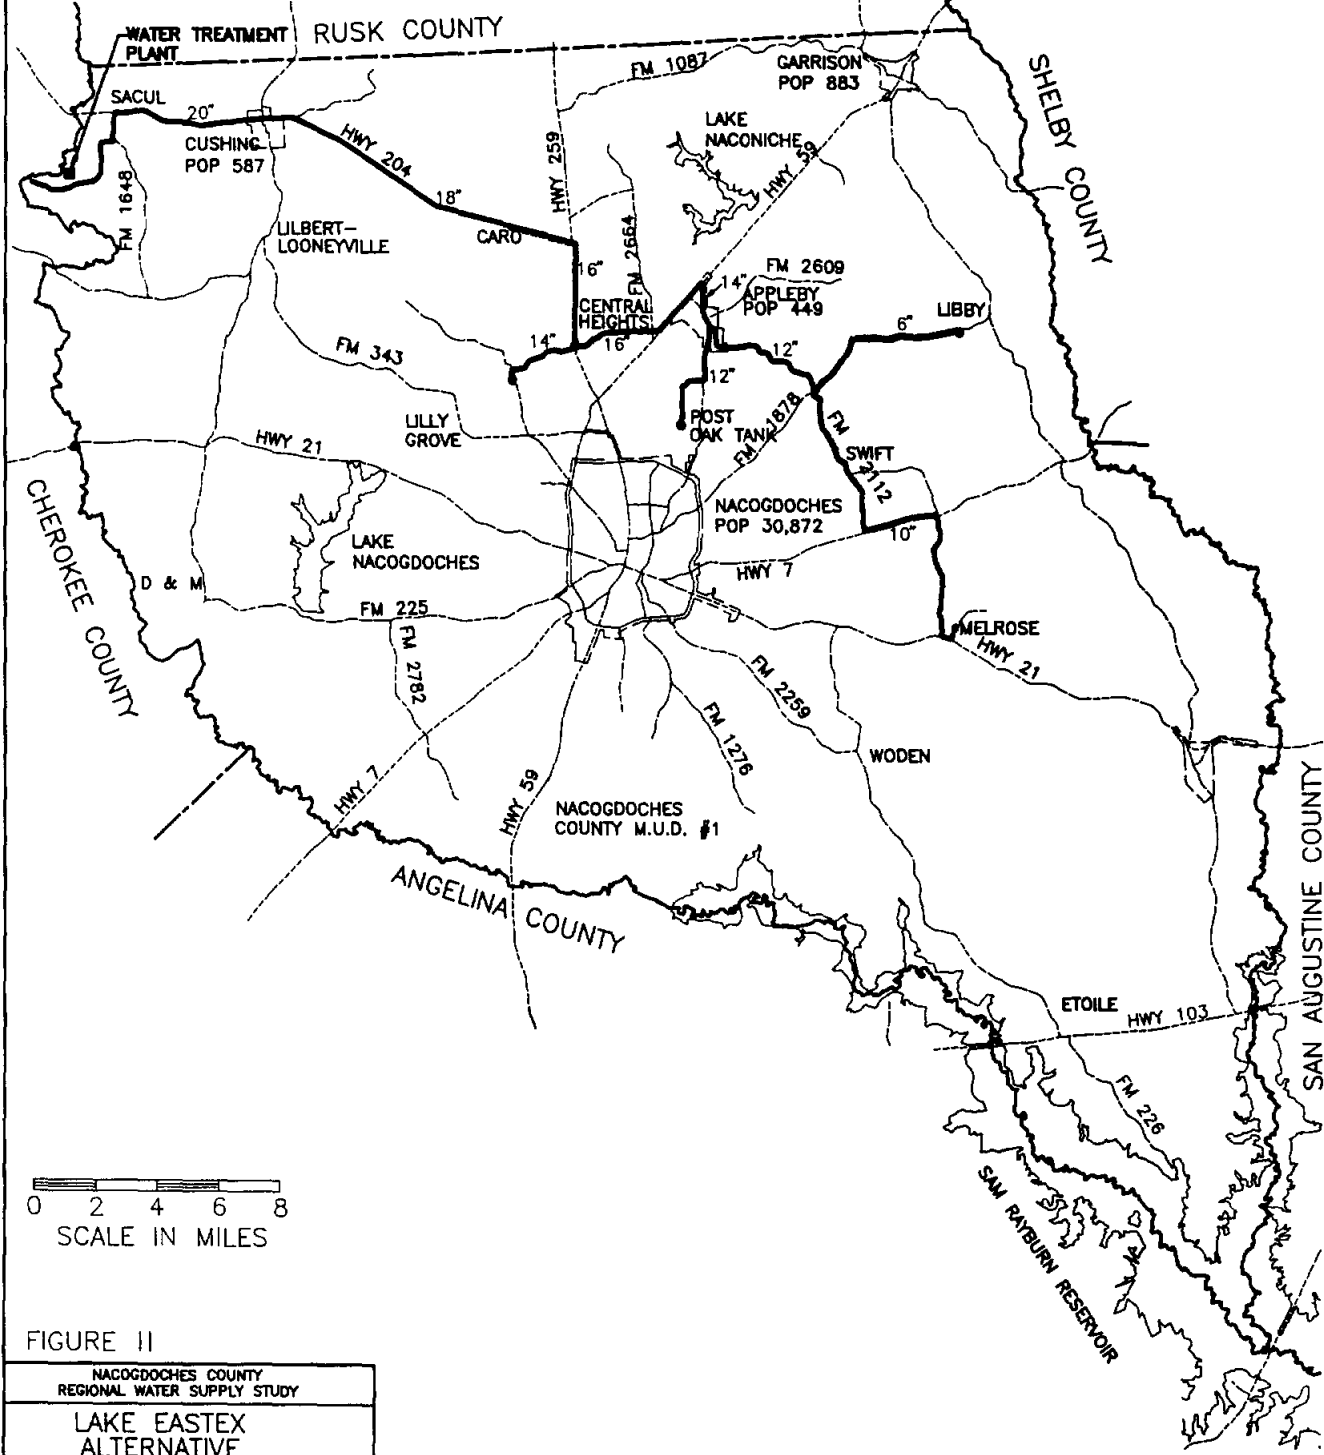 WATER TREATMENT
PLANT
RUSK COUNTY
SHELBY COUNTY
GARRISON
POP 883
FM 1087
SACUL
20"
CUSHING
POP 587
HWY 204
HWY 259
LAKE
NACONICHE
HWY 59
FM 1648
18"
LILBERT-
LOONEYVILLE
CARO
FM 2664
16"
FM 2609
14"
APPLEBY
POP 449
CENTRAL
HEIGHTS
LIBBY
6"
14"
16"
12"
FM 343
12"
LILLY
GROVE
POST
OAK TANK
FM 1878
FM 2112
SWIFT
HWY 21
CHEROKEE COUNTY
NACOGDOCHES
POP 30,872
10"
LAKE
NACOGDOCHES
HWY 7
D & M
FM 225
MELROSE
HWY 21
FM 2782
FM 2259
FM 1276
WODEN
HWY 7
HWY 59
NACOGDOCHES
COUNTY M.U.D. #1
ANGELINA COUNTY
SAN AUGUSTINE COUNTY
ETOILE
HWY 103
FM 226
SAM RAYBURN RESERVOIR
0 2 4 6 8
SCALE IN MILES
FIGURE 11
NACOGDOCHES COUNTY
REGIONAL WATER SUPPLY STUDY
LAKE EASTEX
ALTERNATIVE